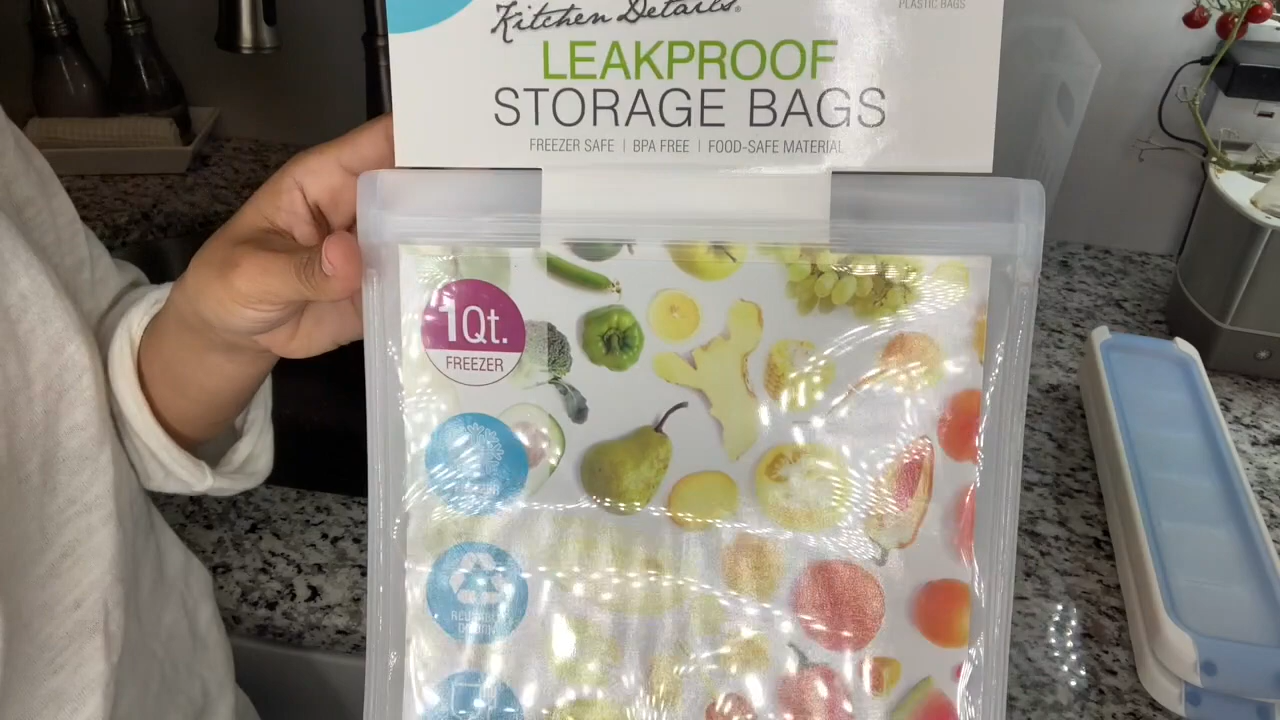 PLASTIC BAGS
Kitchen Details®
LEAKPROOF
STORAGE BAGS
FREEZER SAFE | BPA FREE | FOOD-SAFE MATERIAL
1Qt.
FREEZER